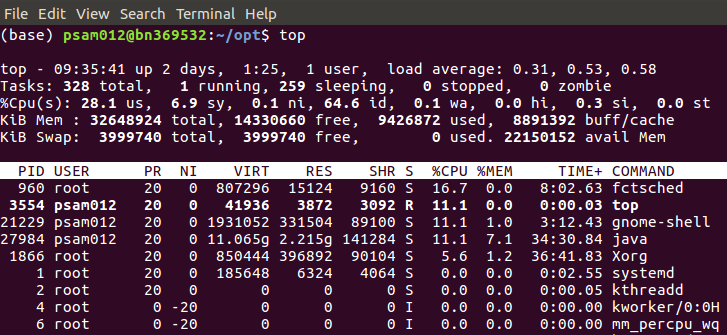 File Edit View Search Terminal Help
(base) psam012@bn369532:~/opt$ top
top - 09:35:41 up 2 days,  1:25,  1 user,  load average: 0.31, 0.53, 0.58
Tasks: 328 total,   1 running, 259 sleeping,   0 stopped,   0 zombie
%Cpu(s): 28.1 us,  6.9 sy,  0.1 ni, 64.6 id,  0.1 wa,  0.0 hi,  0.3 si,  0.0 st
KiB Mem : 32648924 total, 14330660 free,  9426872 used,  8891392 buff/cache
KiB Swap:  3999740 total,  3999740 free,        0 used. 22150152 avail Mem
PID USER      PR  NI    VIRT    RES    SHR S  %CPU %MEM     TIME+ COMMAND
960 root      20   0  807296  15124   9160 S  16.7  0.0   8:02.63 fctsched
3554 psam012   20   0   41936   3872   3092 R  11.1  0.0   0:00.03 top
21229 psam012   20   0 1931052 331504  89100 S  11.1  1.0   3:12.43 gnome-shell
27984 psam012   20   0 11.065g 2.215g 141284 S  11.1  7.1  34:30.84 java
1866 root      20   0  850444 396892  90104 S   5.6  1.2  36:41.83 Xorg
1 root      20   0  185648   6324   4064 S   0.0  0.0   0:02.55 systemd
2 root      20   0       0      0      0 S   0.0  0.0   0:00.05 kthreadd
4 root       0 -20       0      0      0 I   0.0  0.0   0:00.00 kworker/0:0H
6 root       0 -20       0      0      0 I   0.0  0.0   0:00.00 mm_percpu_wq